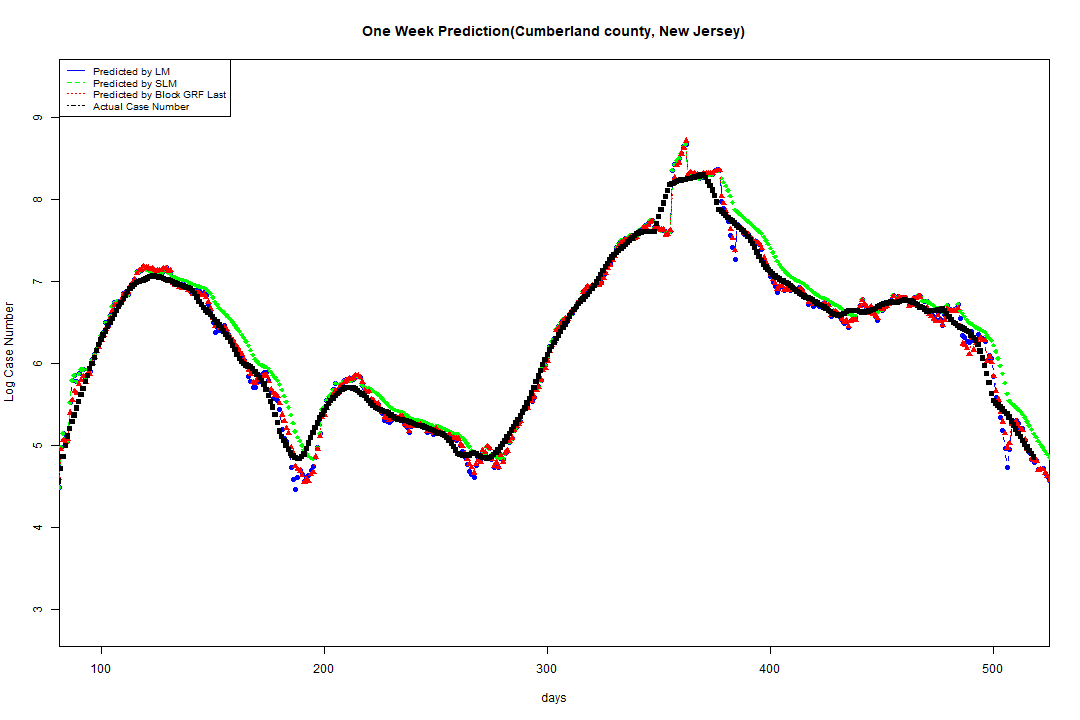 One Week Prediction(Cumberland county, New Jersey)
Predicted by LM
Predicted by SLM
Predicted by Block GRF Last
Actual Case Number
9
8
7
6
5
4
3
Log Case Number
100 200 300 400 500
days